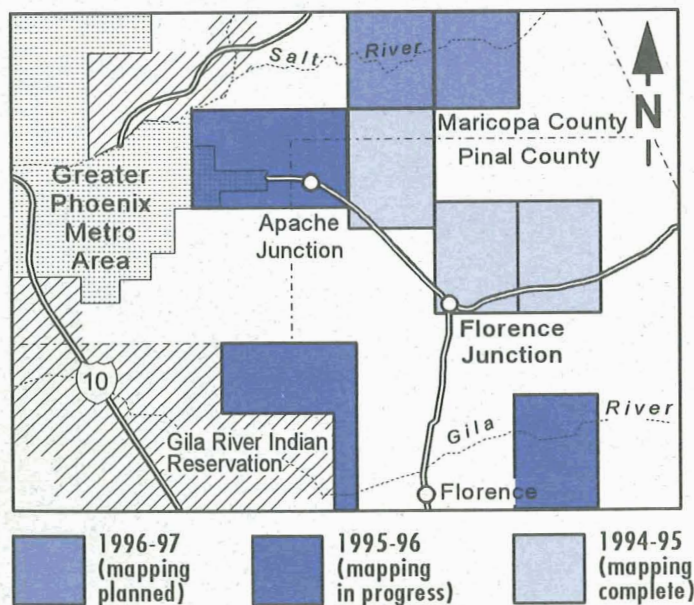 Salt River
Maricopa County
Pinal County
N
Greater
Phoenix
Metro
Area
Apache
Junction
Florence
Junction
10
Gila River
Gila River Indian
Reservation
Florence
1996-97
(mapping
planned)
1995-96
(mapping
in progress)
1994-95
(mapping
complete)